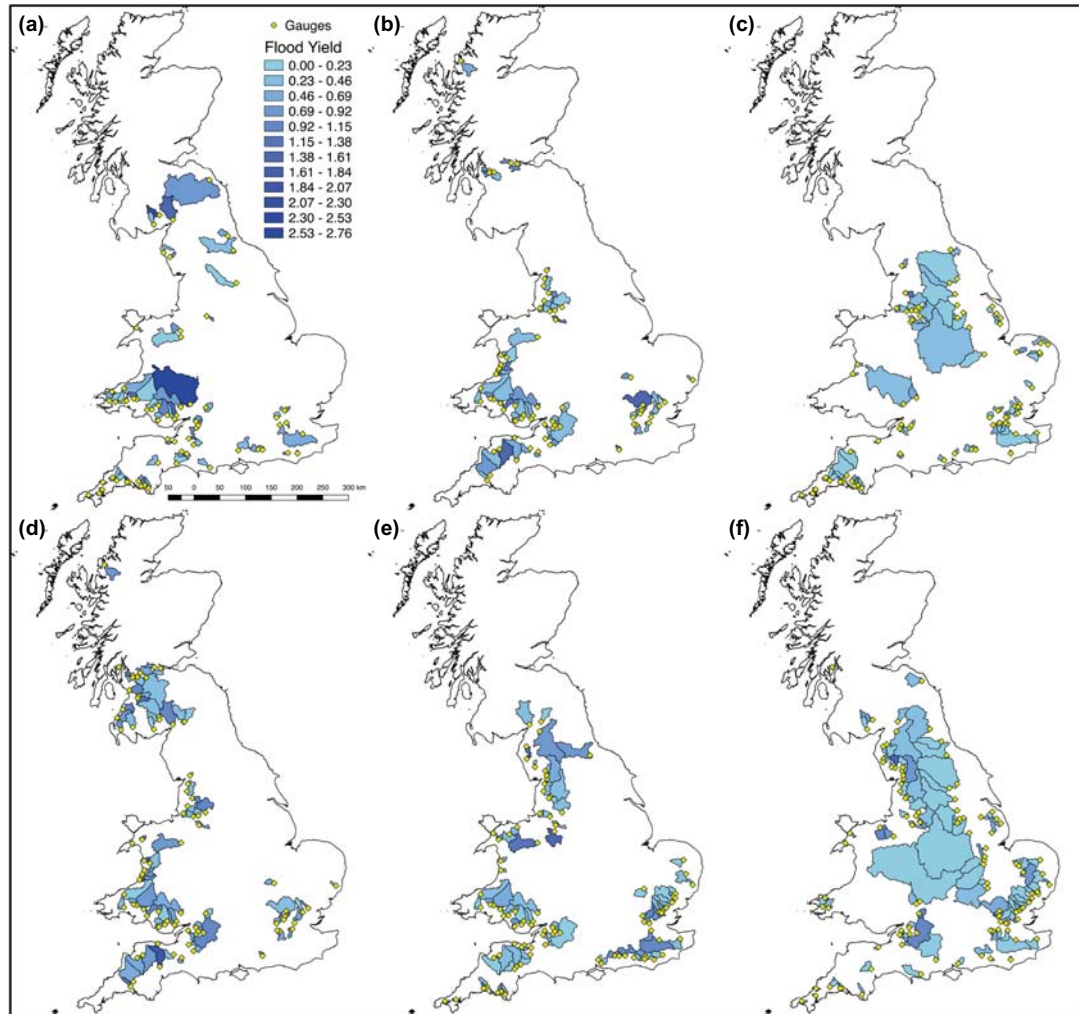 (a)
Gauges
Flood Yield
0.00 - 0.23
0.23 - 0.46
0.46 - 0.69
0.69 - 0.92
0.92 - 1.15
1.15 - 1.38
1.38 - 1.61
1.61 - 1.84
1.84 - 2.07
2.07 - 2.30
2.30 - 2.53
2.53 - 2.76
50 0 50 100 150 200 250 300 km
(b)
(c)
(d)
(e)
(f)